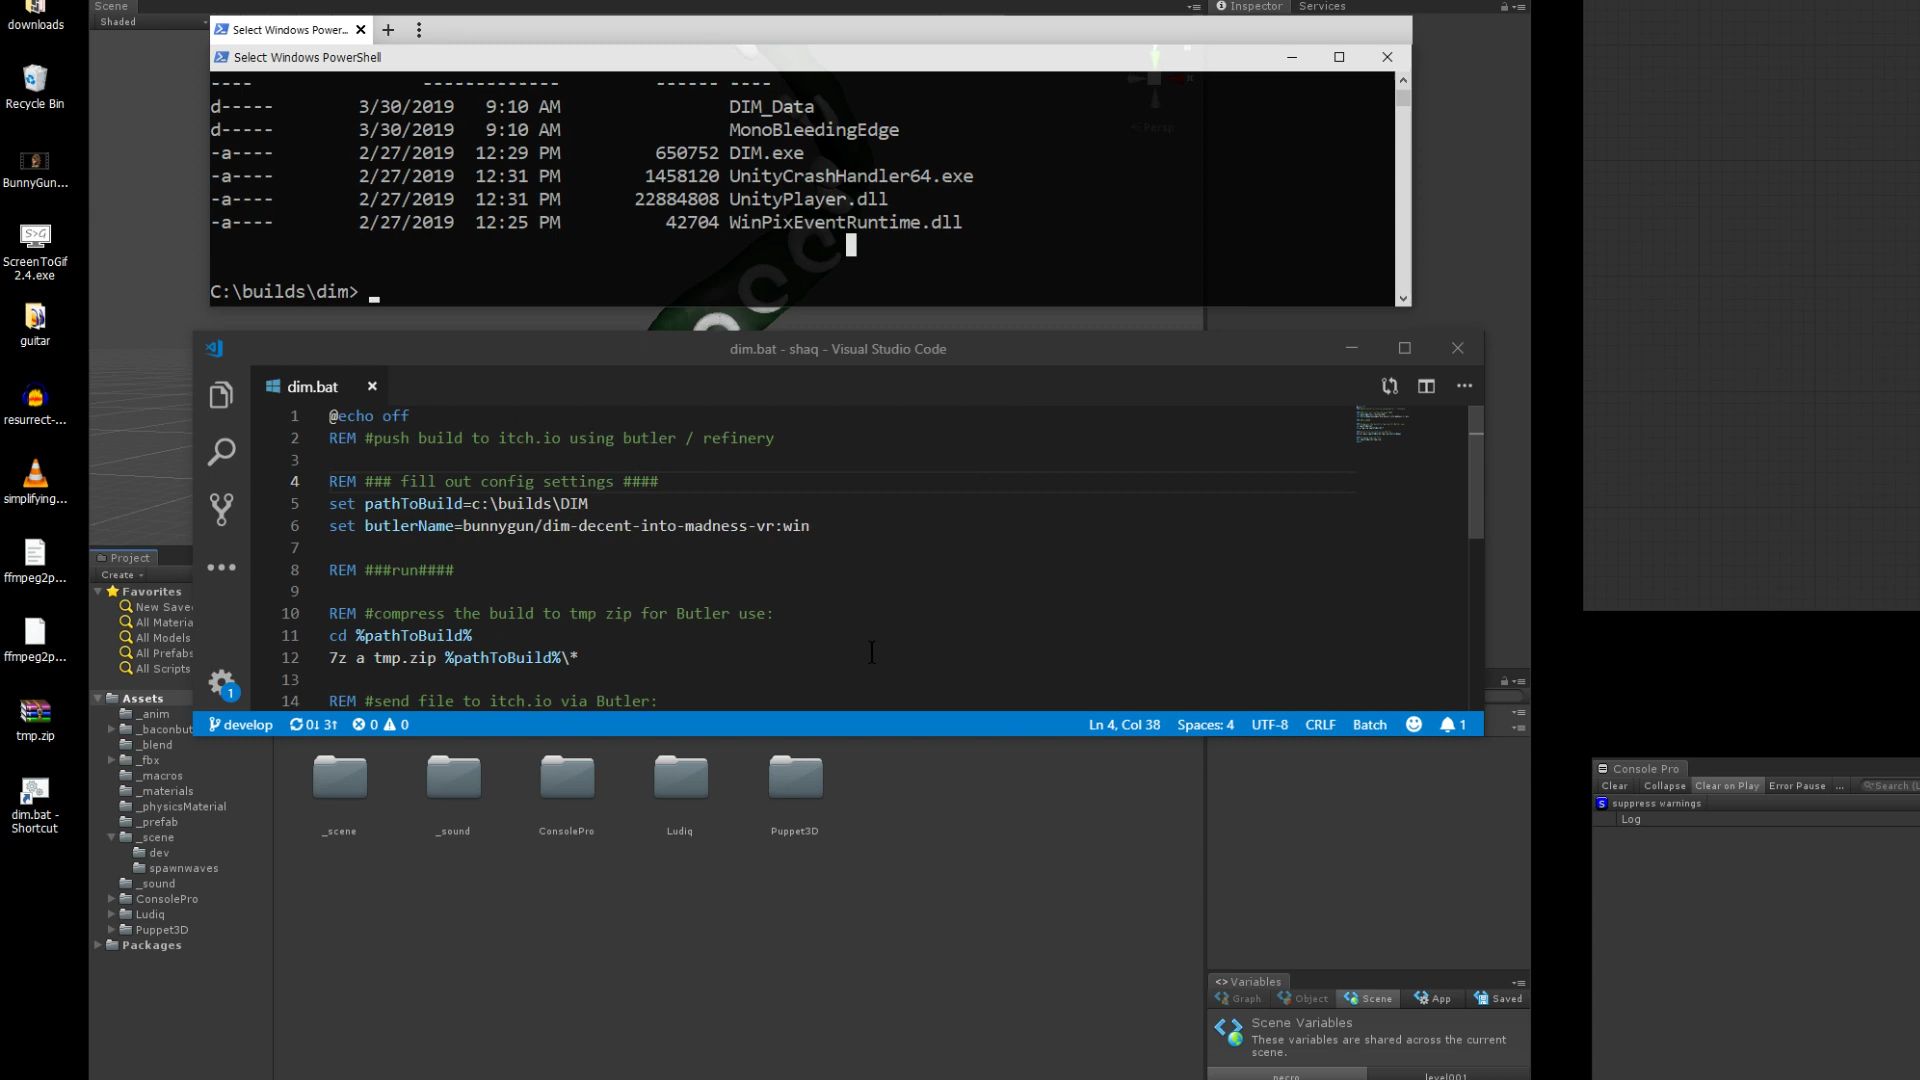 downloads
Recycle Bin
BunnyGun...
ScreenToGif
2.4.exe
guitar
resurrect-...
simplifying...
ffmpeg2p...
ffmpeg2p...
tmp.zip
dim.bat -
Shortcut
Scene
Shaded
Inspector
Services
Select Windows Power...
Select Windows PowerShell
---- ------------- ------ ----
d----- 3/30/2019 9:10 AM DIM_Data
d----- 3/30/2019 9:10 AM MonoBleedingEdge
-a---- 2/27/2019 12:29 PM 650752 DIM.exe
-a---- 2/27/2019 12:31 PM 1458120 UnityCrashHandler64.exe
-a---- 2/27/2019 12:31 PM 22884808 UnityPlayer.dll
-a---- 2/27/2019 12:25 PM 42704 WinPixEventRuntime.dll
C:\builds\dim>
Persp
dim.bat - shaq - Visual Studio Code
dim.bat
1 @echo off
2 REM #push build to itch.io using butler / refinery
3
4 REM ### fill out config settings ####
5 set pathToBuild=c:\builds\DIM
6 set butlerName=bunnygun/dim-decent-into-madness-vr:win
7
8 REM ###run####
9
10 REM #compress the build to tmp zip for Butler use:
11 cd %pathToBuild%
12 7z a tmp.zip %pathToBuild%\*
13
14 REM #send file to itch.io via Butler:
1
develop 0↓ 3↑ 0 0
Ln 4, Col 38 Spaces: 4 UTF-8 CRLF Batch 1
Project
Create
Favorites
New Save
All Materia
All Models
All Prefabs
All Scripts
Assets
_anim
_baconbut
_blend
_fbx
_macros
_materials
_physicsMaterial
_prefab
_scene
dev
spawnwaves
_sound
ConsolePro
Ludiq
Puppet3D
Packages
_scene
_sound
ConsolePro
Ludiq
Puppet3D
<> Variables
Graph Object Scene App Saved
Scene Variables
These variables are shared across the current
scene.
necro level001
Console Pro
Clear Collapse Clear on Play Error Pause ... Search (L
suppress warnings
Log